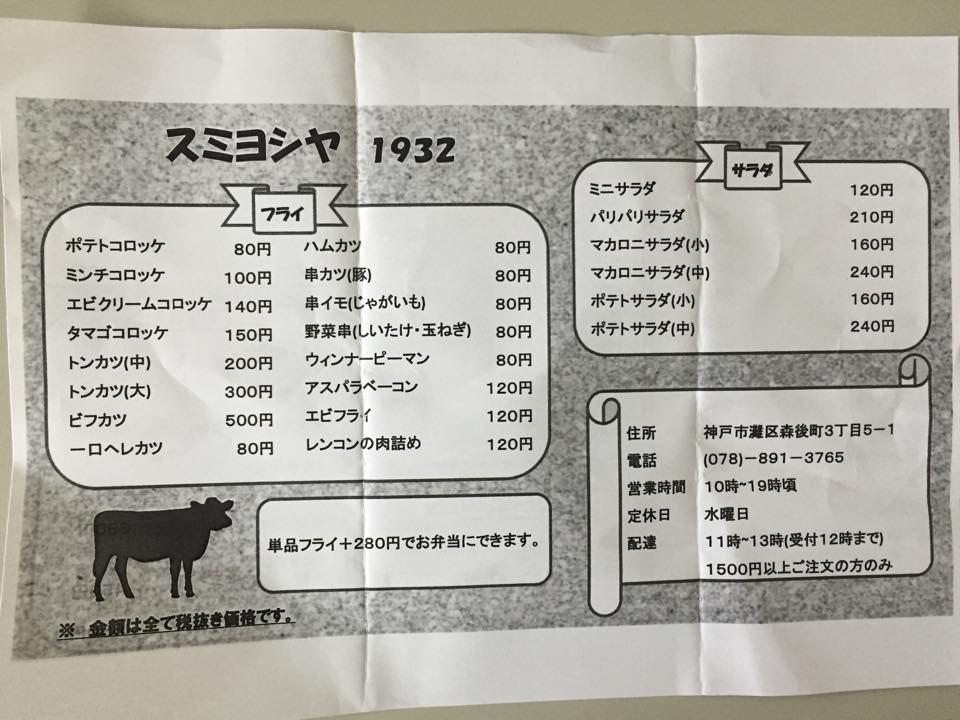 スミヨシヤ 1932
フライ
ポテトコロッケ 80円
ミンチコロッケ 100円
エビクリームコロッケ 140円
タマゴコロッケ 150円
トンカツ(中) 200円
トンカツ(大) 300円
ビフカツ 500円
一口ヘレカツ 80円
ハムカツ 80円
串カツ(豚) 80円
串イモ(じゃがいも) 80円
野菜串(しいたけ・玉ねぎ) 80円
ウィンナーピーマン 80円
アスパラベーコン 120円
エビフライ 120円
レンコンの肉詰め 120円
単品フライ+280円でお弁当にできます。
※ 金額は全て税抜き価格です。
サラダ
ミニサラダ 120円
パリパリサラダ 210円
マカロニサラダ(小) 160円
マカロニサラダ(中) 240円
ポテトサラダ(小) 160円
ポテトサラダ(中) 240円
住所 神戸市灘区森後町3丁目5-1
電話 (078)-891-3765
営業時間 10時~19時頃
定休日 水曜日
配達 11時~13時(受付12時まで)
1500円以上ご注文の方のみ